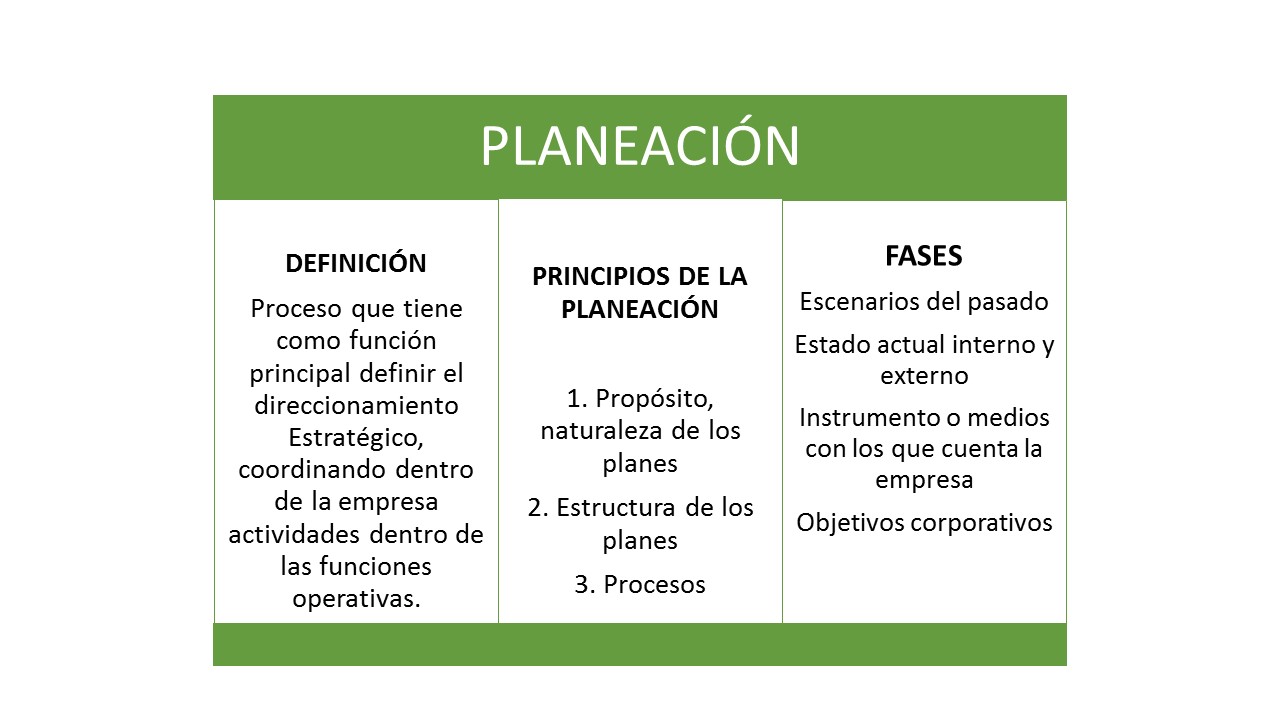 PLANEACIÓN
DEFINICIÓN
Proceso que tiene
como función
principal definir el
direccionamiento
Estratégico,
coordinando dentro
de la empresa
actividades dentro de
las funciones
operativas.
PRINCIPIOS DE LA
PLANEACIÓN
1. Propósito,
naturaleza de los
planes
2. Estructura de los
planes
3. Procesos
FASES
Escenarios del pasado
Estado actual interno y
externo
Instrumento o medios
con los que cuenta la
empresa
Objetivos corporativos